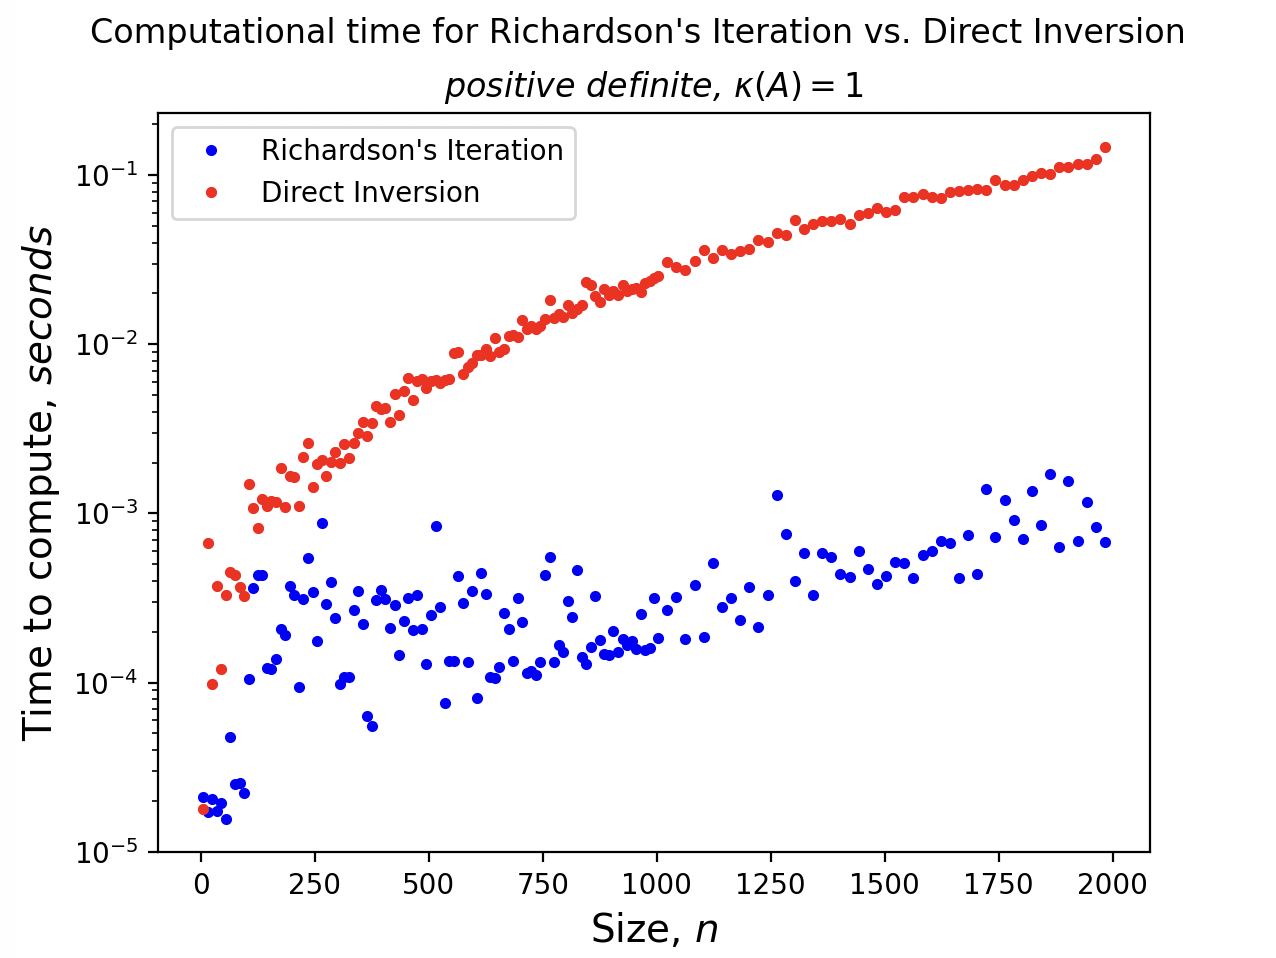 Computational time for Richardson's Iteration vs. Direct Inversion
positive definite, κ(A) = 1
Richardson's Iteration
Direct Inversion
Time to compute, seconds
10⁻¹
10⁻²
10⁻³
10⁻⁴
10⁻⁵
0 250 500 750 1000 1250 1500 1750 2000
Size, n